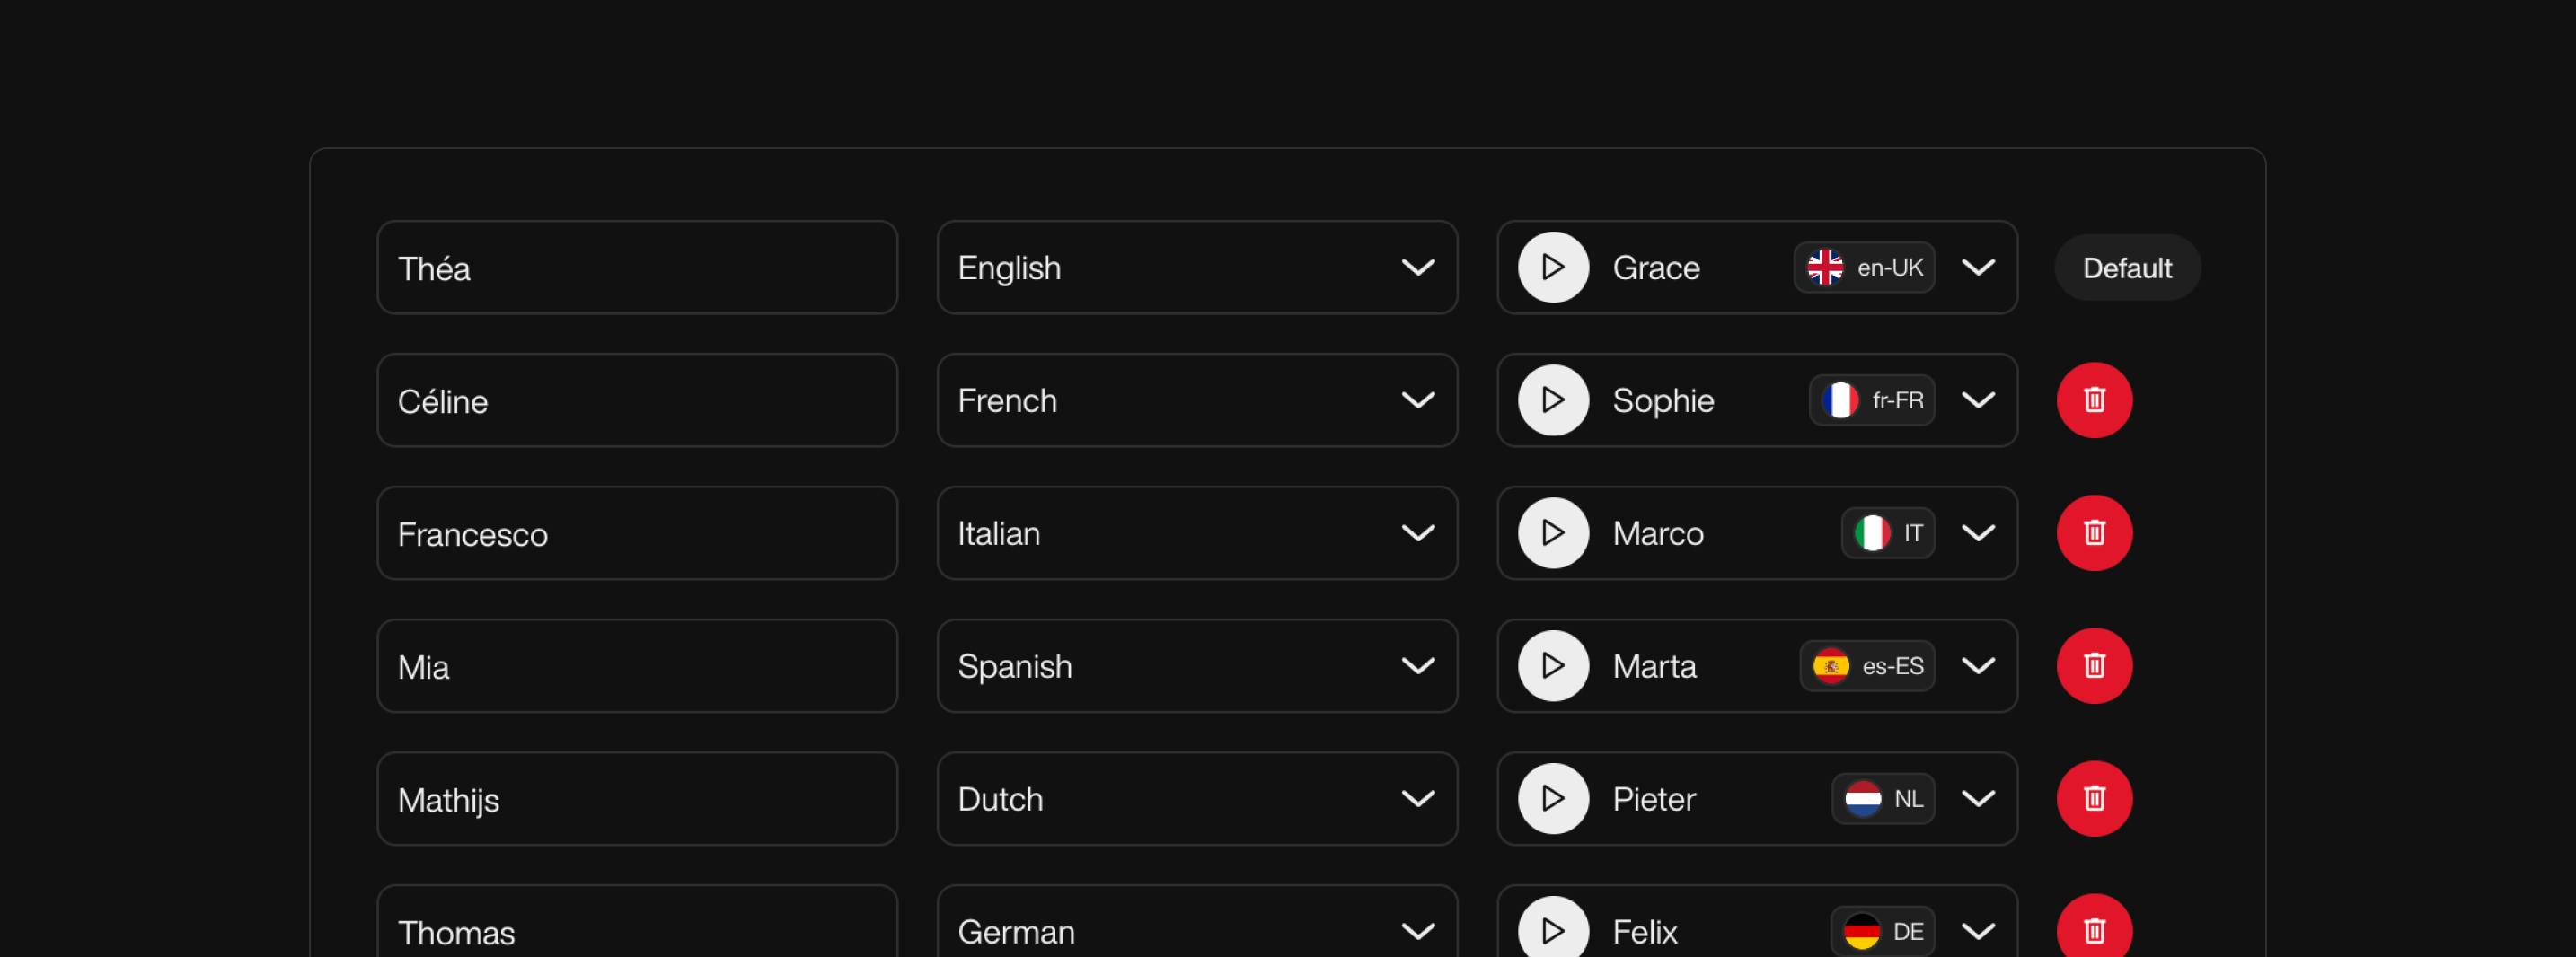 Théa English Grace en-UK Default
Céline French Sophie fr-FR
Francesco Italian Marco IT
Mia Spanish Marta es-ES
Mathijs Dutch Pieter NL
Thomas German Felix DE